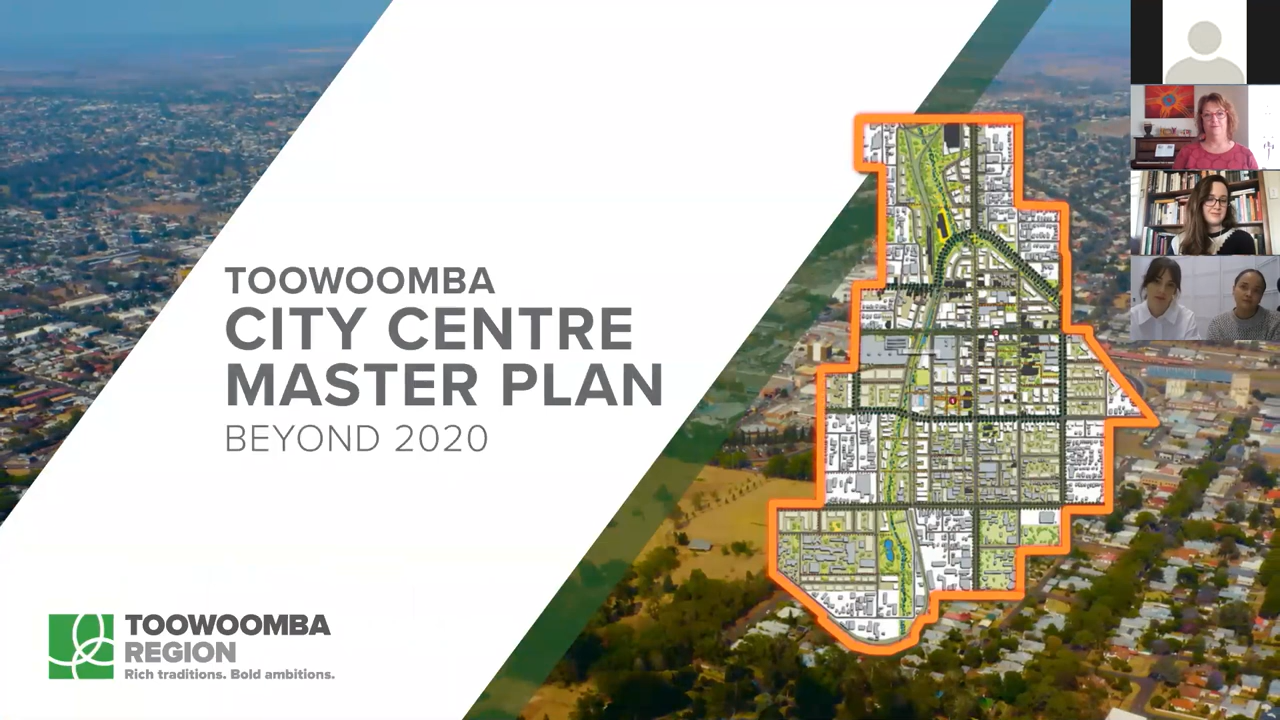 TOOWOOMBA
CITY CENTRE
MASTER PLAN
BEYOND 2020
TOOWOOMBA
REGION
Rich traditions. Bold ambitions.